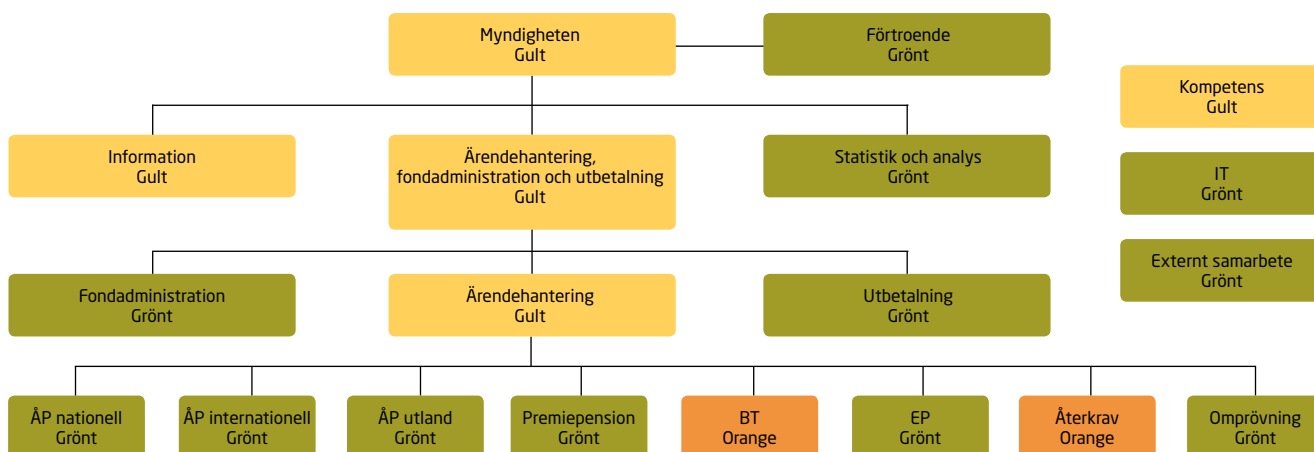 Myndigheten
Gult
Förtroende
Grönt
Kompetens
Gult
Information
Gult
Ärendehantering,
fondadministration och utbetalning
Gult
Statistik och analys
Grönt
IT
Grönt
Externt samarbete
Grönt
Fondadministration
Grönt
Ärendehantering
Gult
Utbetalning
Grönt
ÅP nationell
Grönt
ÅP internationell
Grönt
ÅP utland
Grönt
Premiepension
Grönt
BT
Orange
EP
Grönt
Återkrav
Orange
Omprövning
Grönt